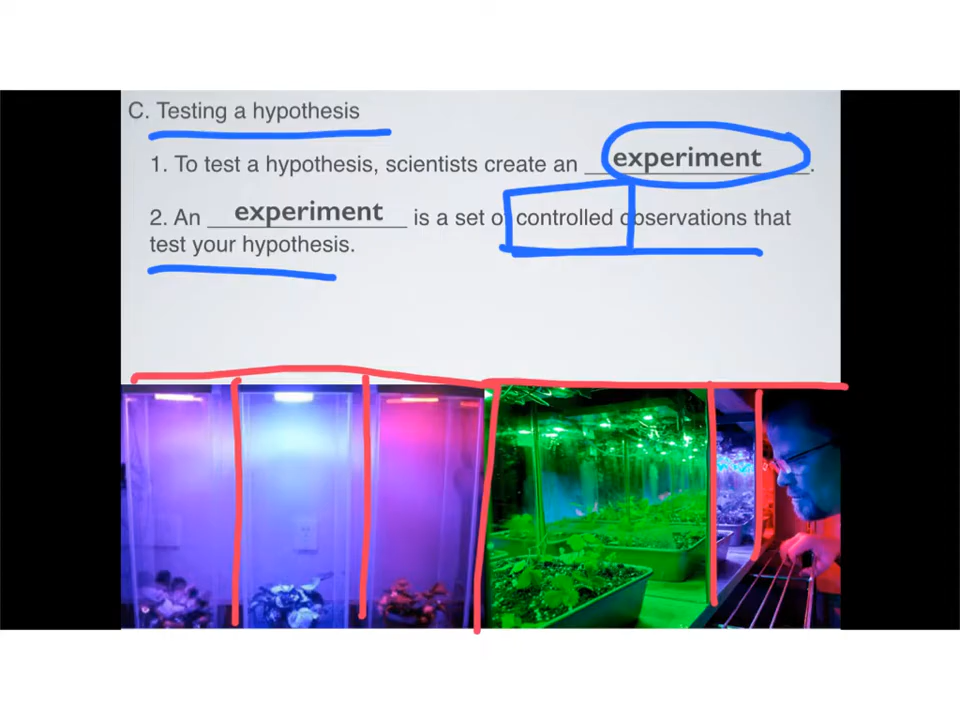 C. Testing a hypothesis
1. To test a hypothesis, scientists create an experiment.
2. An experiment is a set of controlled observations that
test your hypothesis.